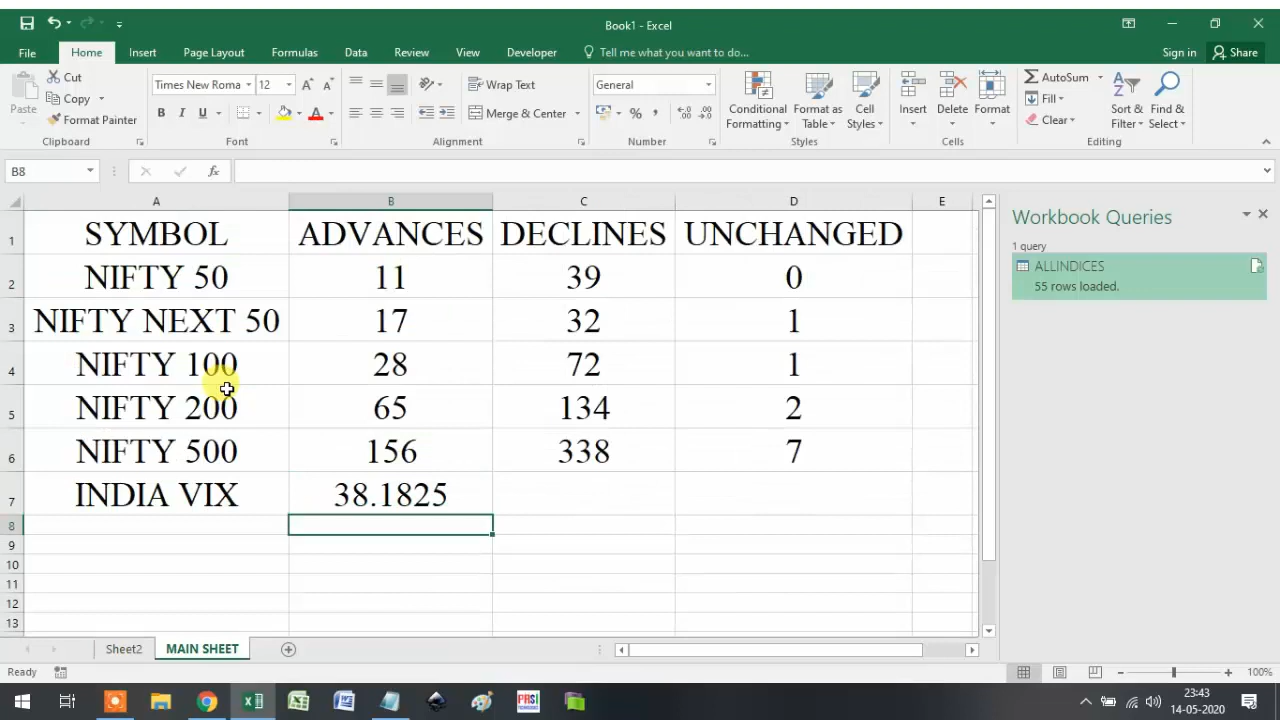 Book1 - Excel
File Home Insert Page Layout Formulas Data Review View Developer Tell me what you want to do... Sign in Share
Paste Cut Copy Format Painter Clipboard
Times New Roma 12 B I U A A A Font
Wrap Text Merge & Center Alignment
General % , Number
Conditional Formatting Format as Table Cell Styles Styles
Insert Delete Format Cells
AutoSum Fill Clear Sort & Filter Find & Select Editing
B8 fx
A B C D E
1 SYMBOL ADVANCES DECLINES UNCHANGED
2 NIFTY 50 11 39 0
3 NIFTY NEXT 50 17 32 1
4 NIFTY 100 28 72 1
5 NIFTY 200 65 134 2
6 NIFTY 500 156 338 7
7 INDIA VIX 38.1825
8
9
10
11
12
13
Workbook Queries
1 query
ALLINDICES
55 rows loaded.
Sheet2 MAIN SHEET
Ready 100%
PRSI
23:43
14-05-2020